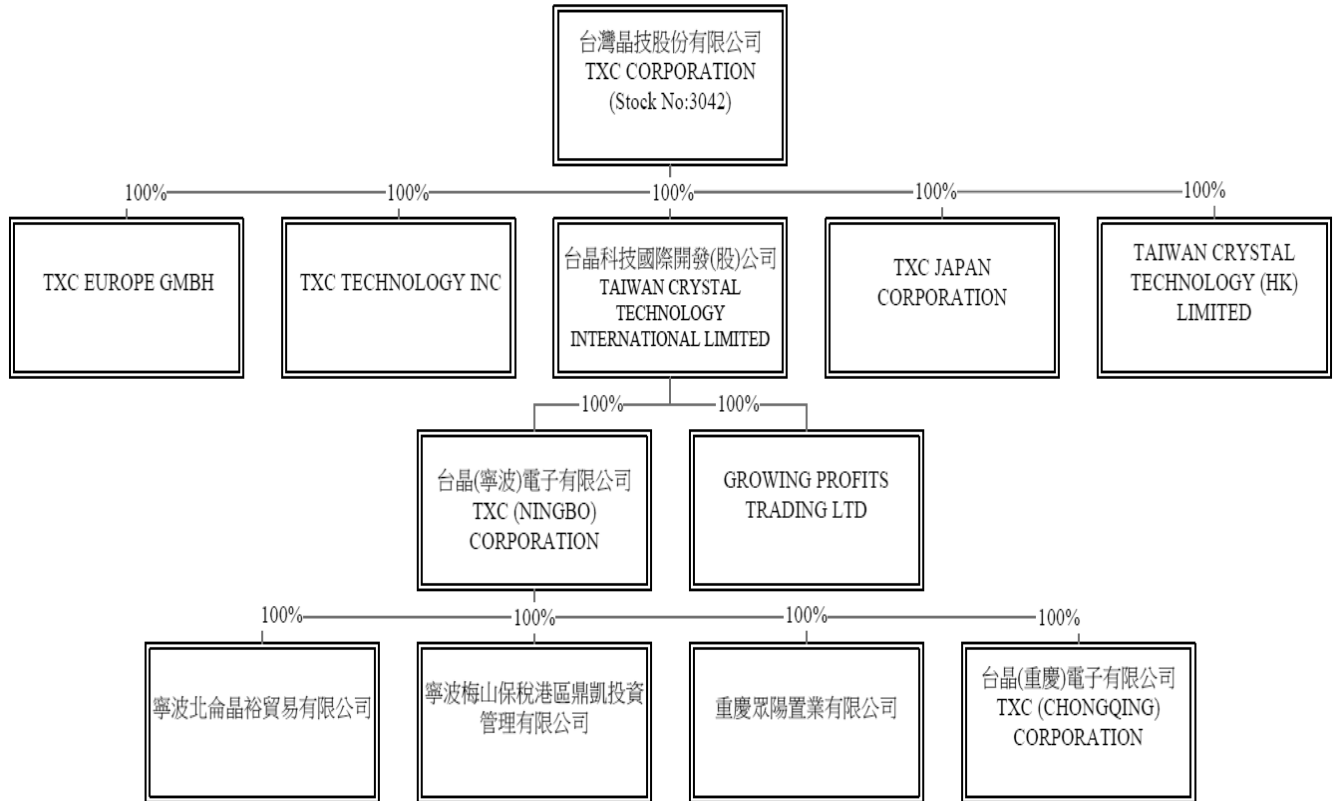 台灣晶技股份有限公司
TXC CORPORATION
(Stock No:3042)
100%
100%
100%
100%
100%
TXC EUROPE GMBH
TXC TECHNOLOGY INC
台晶科技國際開發(股)公司
TAIWAN CRYSTAL
TECHNOLOGY
INTERNATIONAL LIMITED
TXC JAPAN
CORPORATION
TAIWAN CRYSTAL
TECHNOLOGY (HK)
LIMITED
100%
100%
台晶(寧波)電子有限公司
TXC (NINGBO)
CORPORATION
GROWING PROFITS
TRADING LTD
100%
100%
100%
100%
寧波北侖晶裕貿易有限公司
寧波梅山保稅港區鼎凱投資
管理有限公司
重慶眾陽置業有限公司
台晶(重慶)電子有限公司
TXC (CHONGQING)
CORPORATION